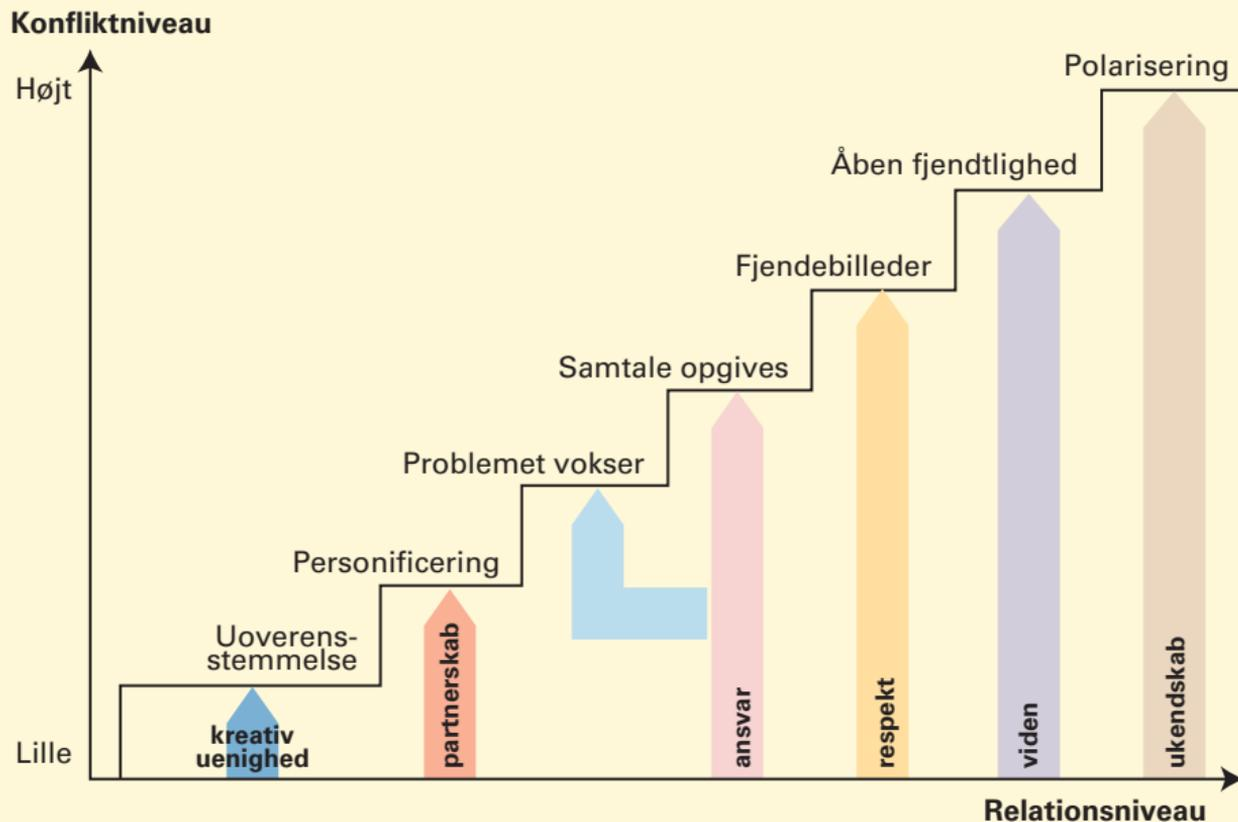 Konfliktniveau
Højt
Polarisering
Åben fjendtlighed
Fjendebilleder
Samtale opgives
Problemet vokser
Personificering
Uoverens-
stemmelse
Lille
kreativ
uenighed
partnerskab
ansvar
respekt
viden
ukendskab
Relationsniveau